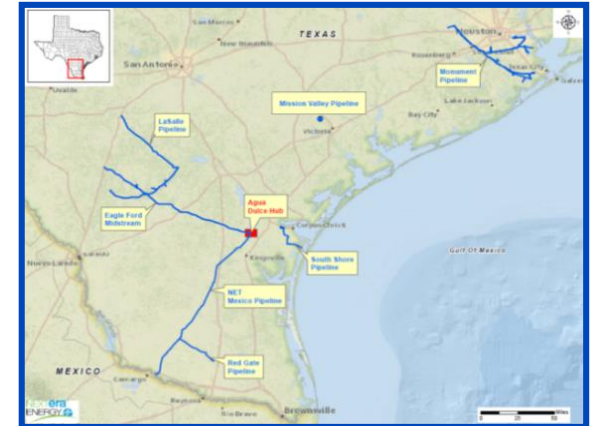 San Marcos
New Braunfels
TEXAS
Houston
San Antonio
Rosenberg
Texas City
Uvalde
Monument
Pipeline
Lake Jackson
Bay City
Mission Valley Pipeline
Victoria
LaSalle
Pipeline
Agua
Dulce Hub
Eagle Ford
Midstream
Corpus Christi
Laredo
Nuevo Laredo
Kingsville
South Shore
Pipeline
Gulf Of Mexico
NET
Mexico Pipeline
Red Gate
Pipeline
MEXICO
Camargo
Reynosa
Rio Bravo
Brownsville
ENERGY
Miles
0 25 50